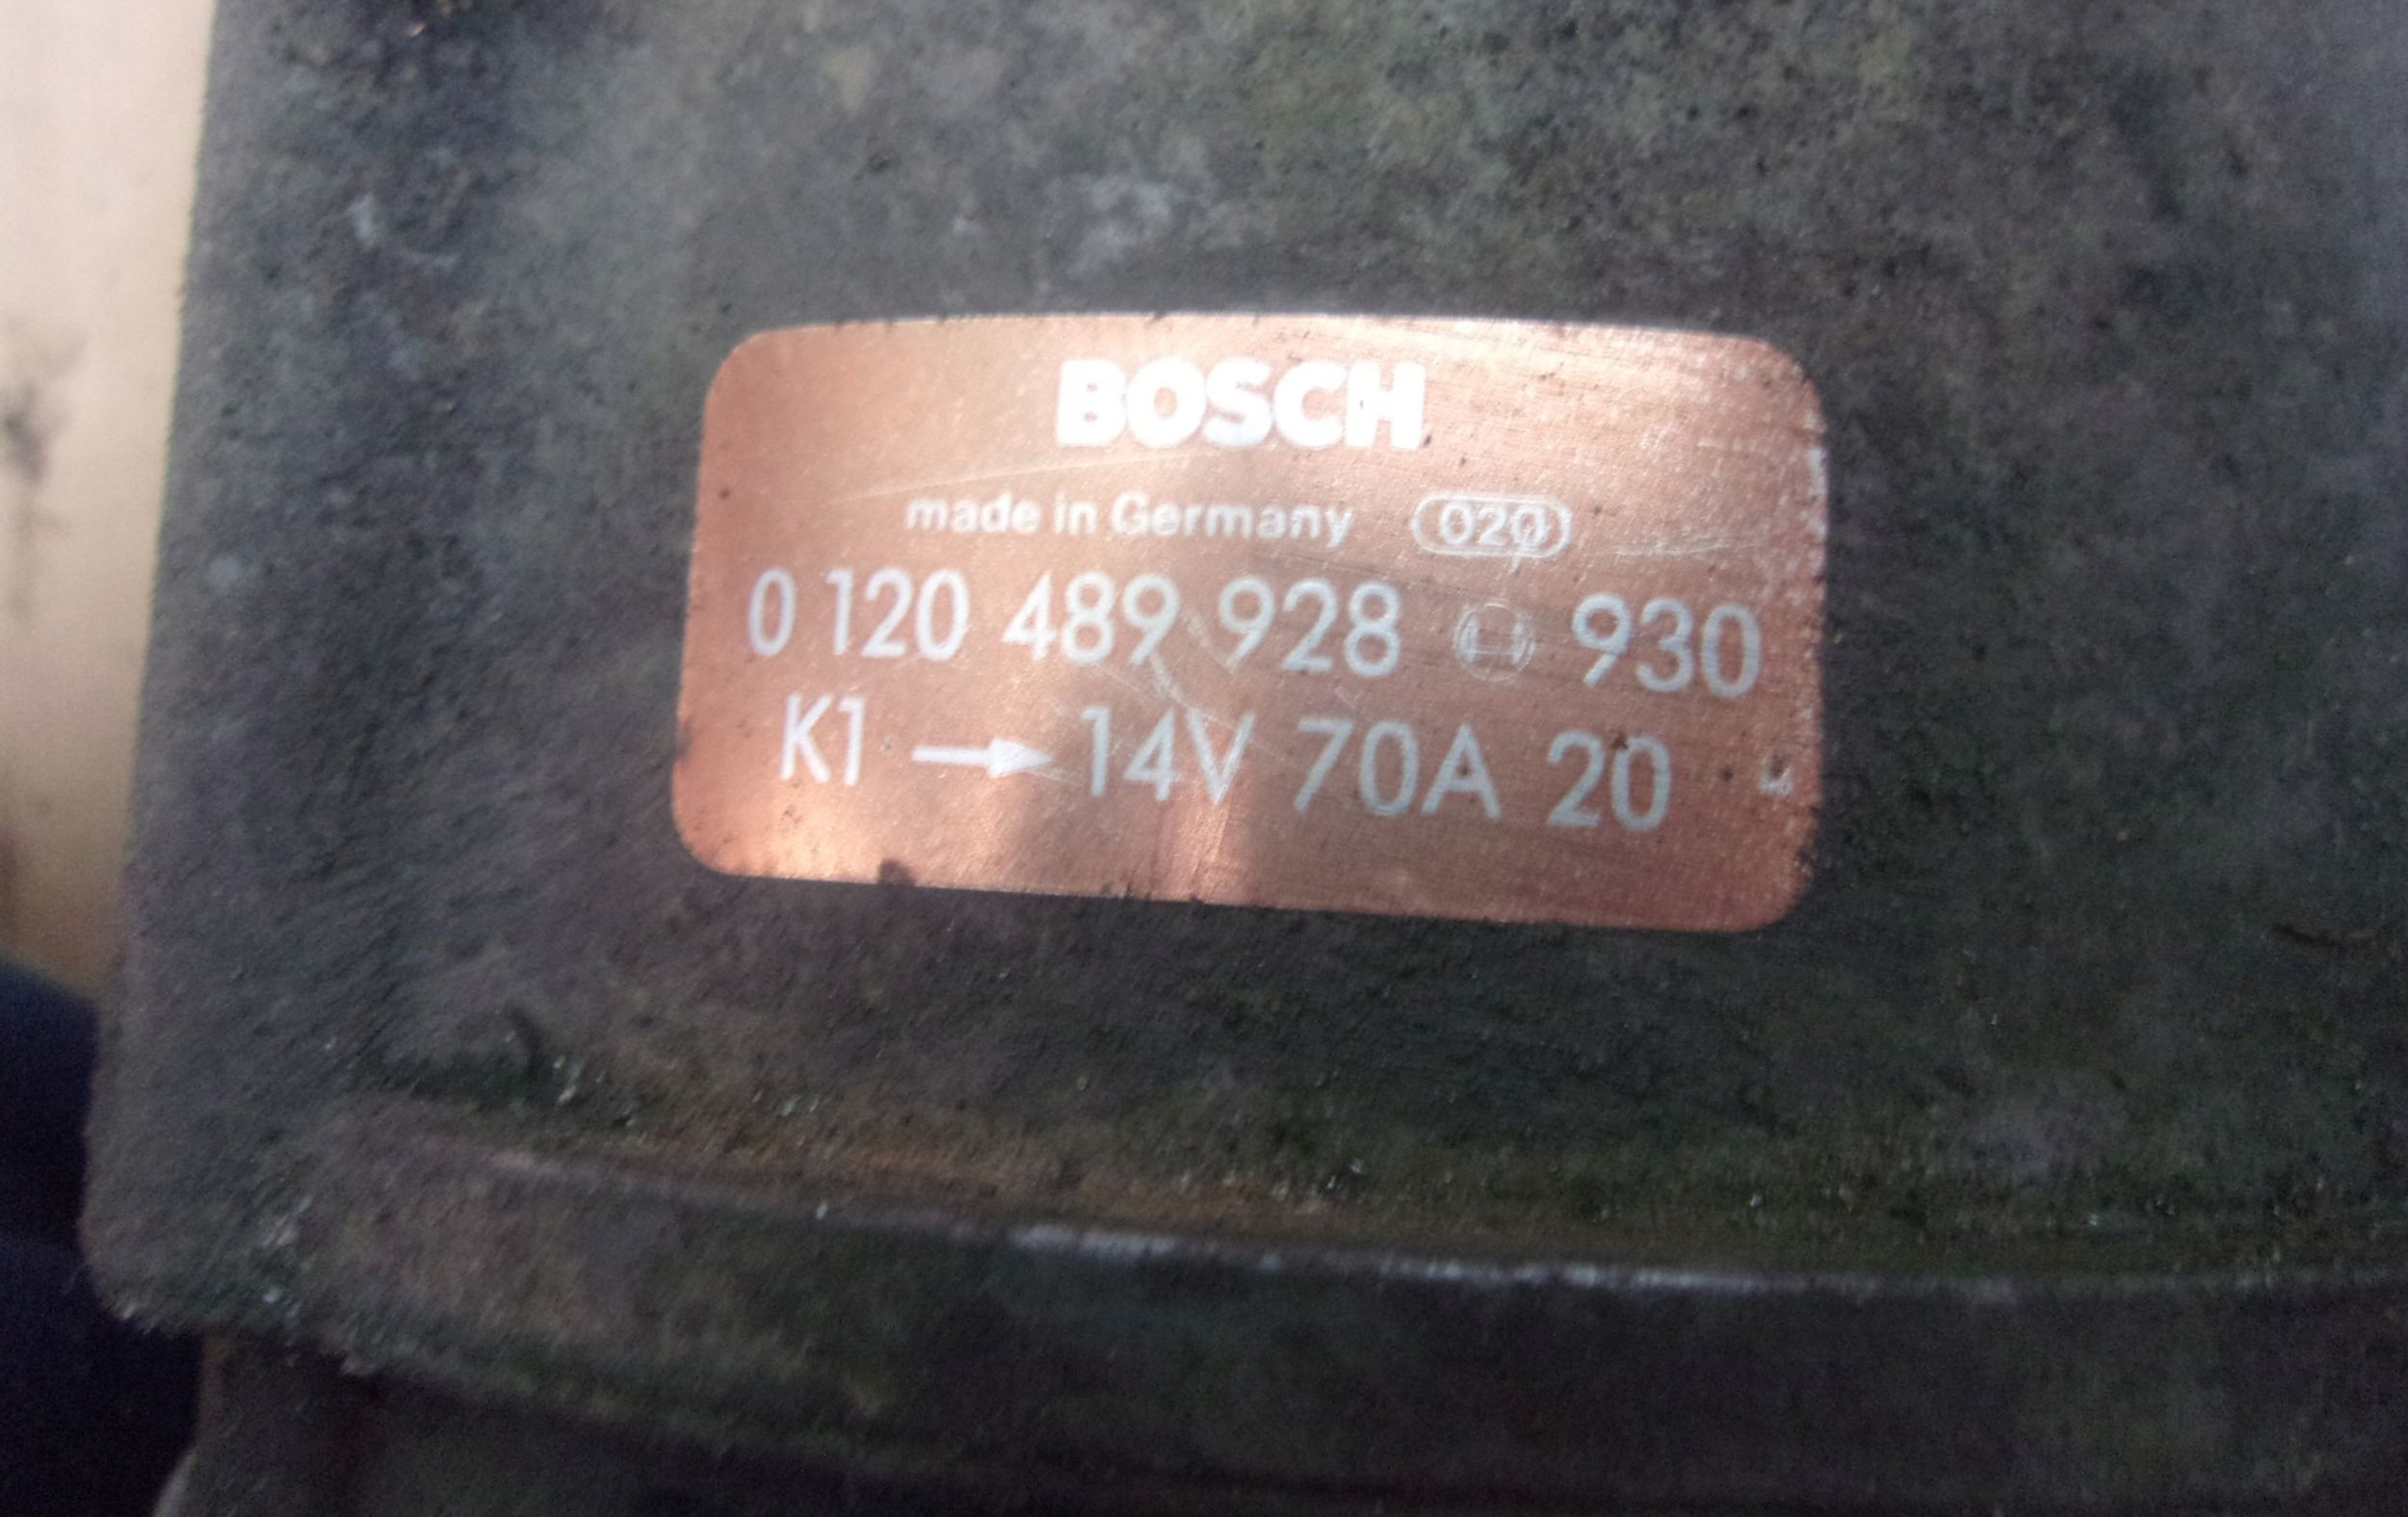 BOSCH
made in Germany 020
0 120 489 928 930
K1 → 14V 70A 20